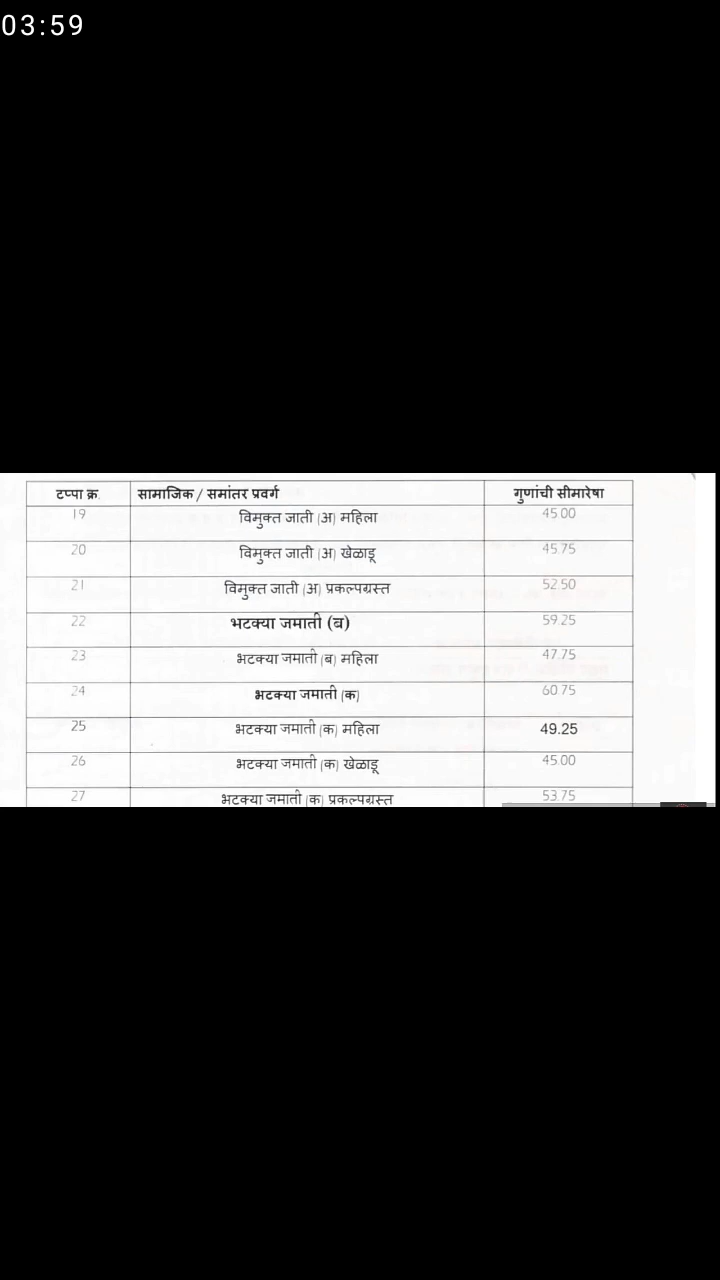 03:59
टप्पा क्र. सामाजिक / समांतर प्रवर्ग गुणांची सीमारेषा
19 विमुक्त जाती (अ) महिला 45.00
20 विमुक्त जाती (अ) खेळाडू 45.75
21 विमुक्त जाती (अ) प्रकल्पग्रस्त 52.50
22 भटक्या जमाती (ब) 59.25
23 भटक्या जमाती (ब) महिला 47.75
24 भटक्या जमाती (क) 60.75
25 भटक्या जमाती (क) महिला 49.25
26 भटक्या जमाती (क) खेळाडू 45.00
27 भटक्या जमाती (क) प्रकल्पग्रस्त 53.75